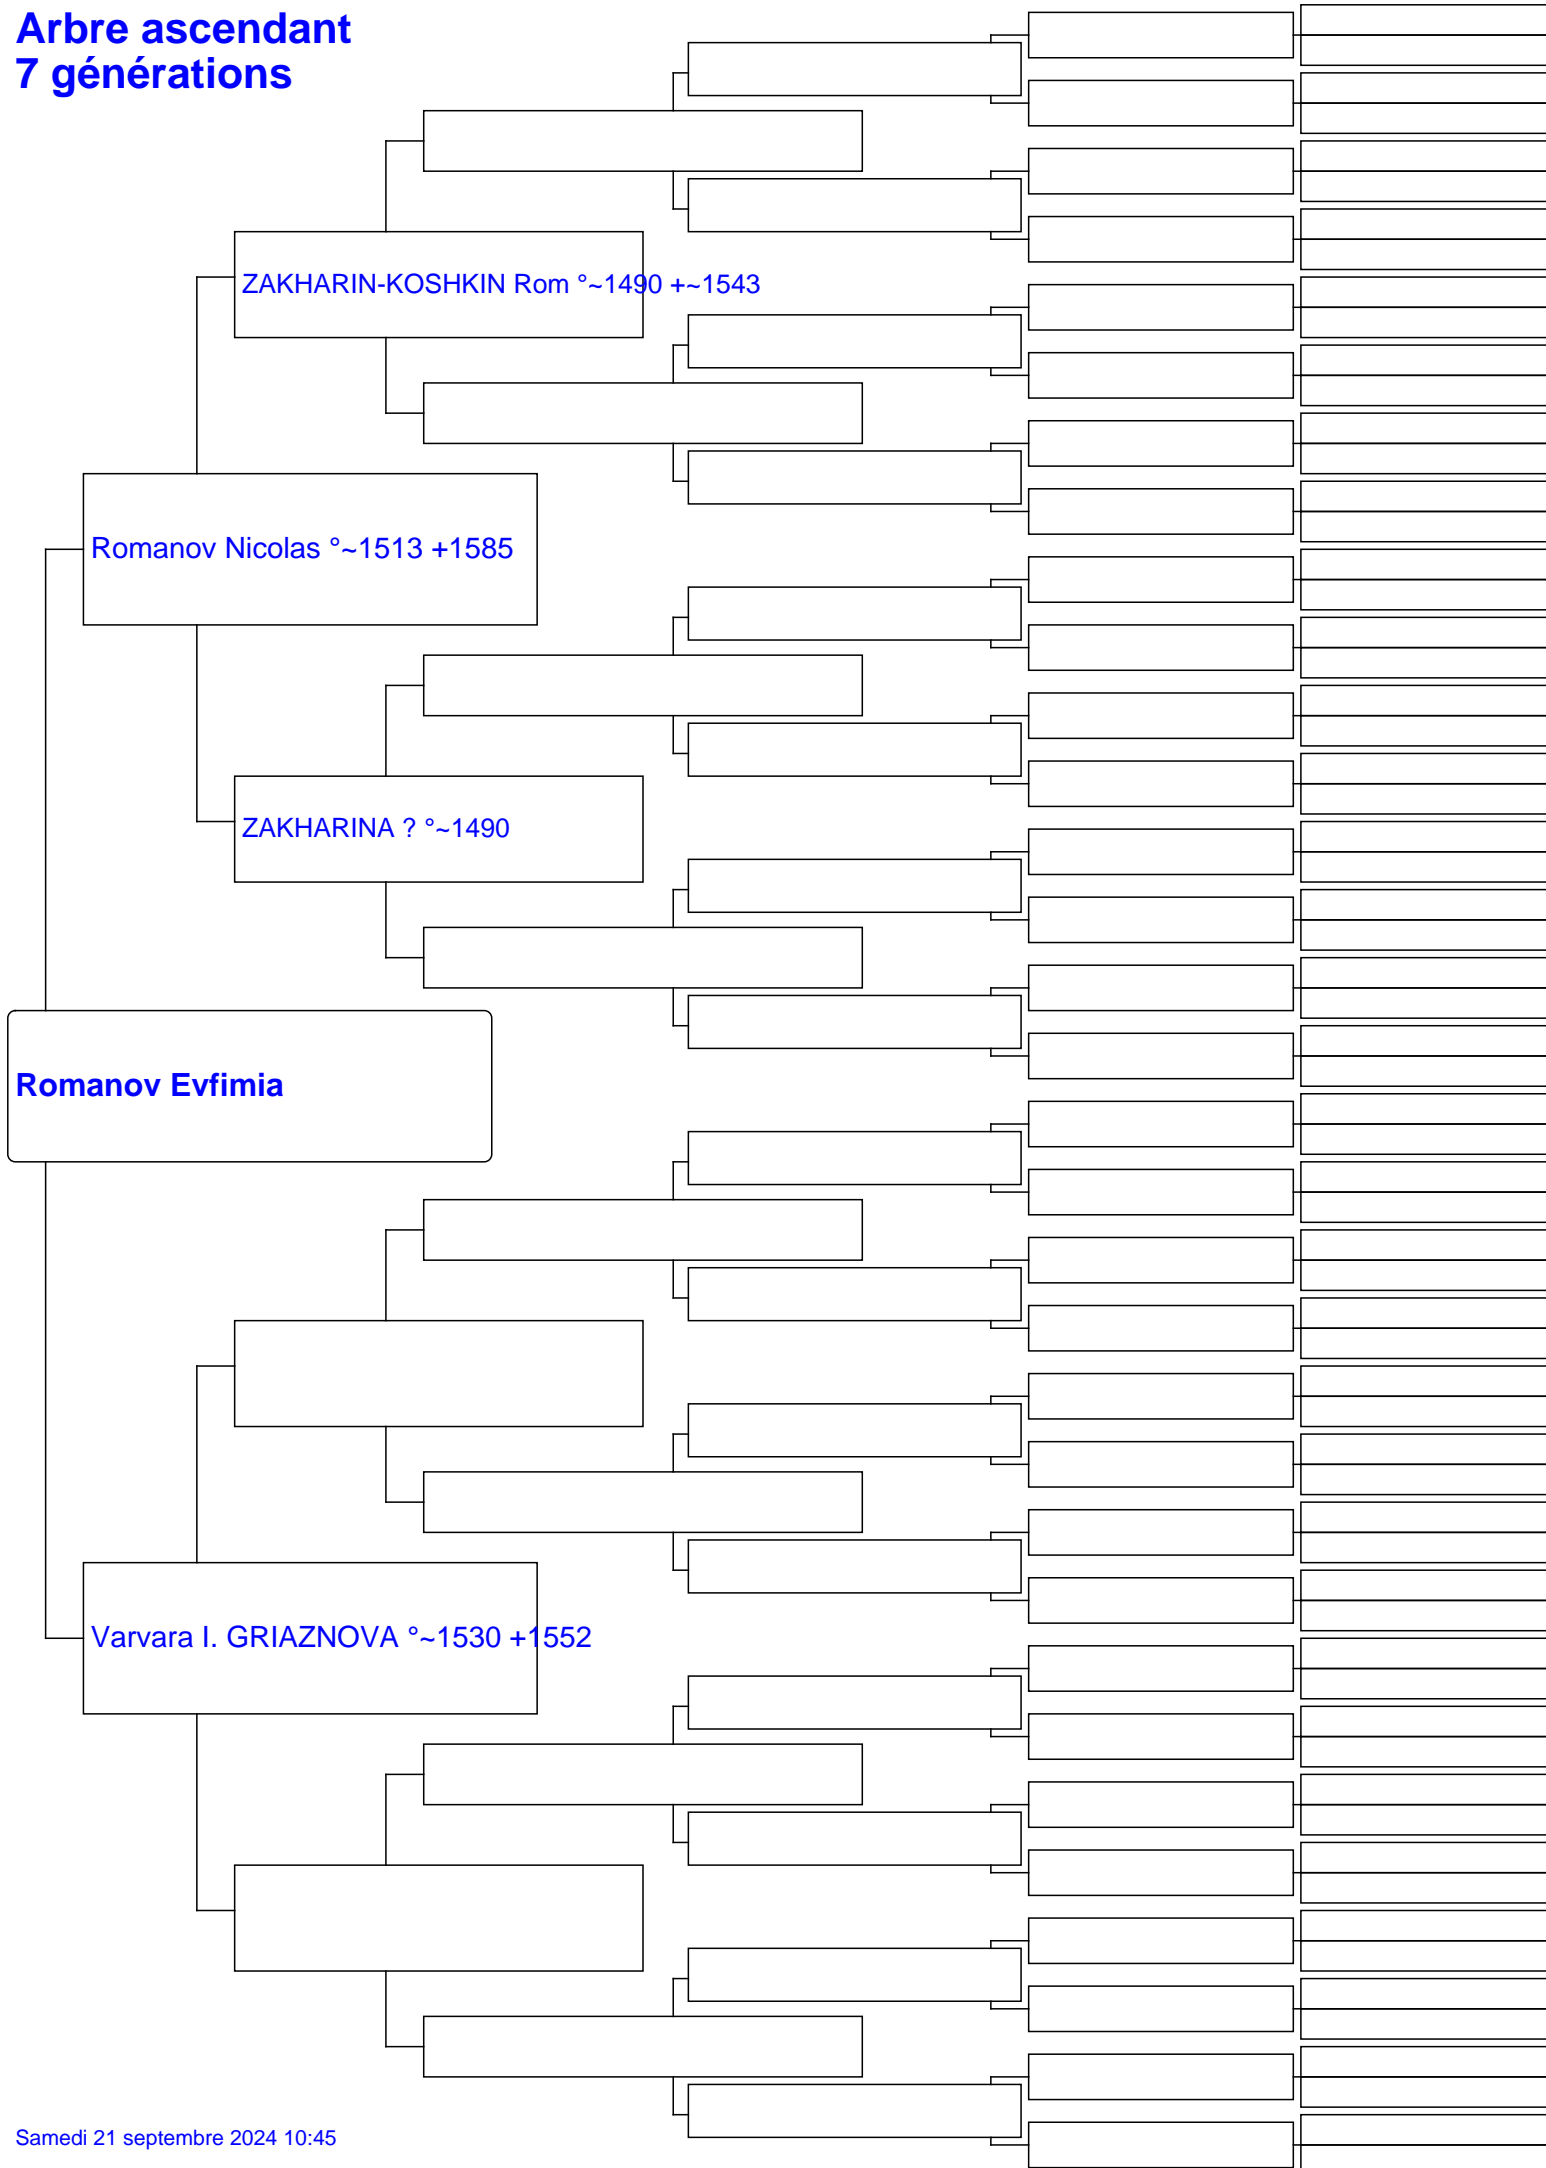 Arbre ascendant
7 générations
ZAKHARIN-KOSHKIN Rom °~1490 +~1543
Romanov Nicolas °~1513 +1585
ZAKHARINA ? °~1490
Romanov Evfimia
Varvara I. GRIAZNOVA °~1530 +1552
Samedi 21 septembre 2024 10:45